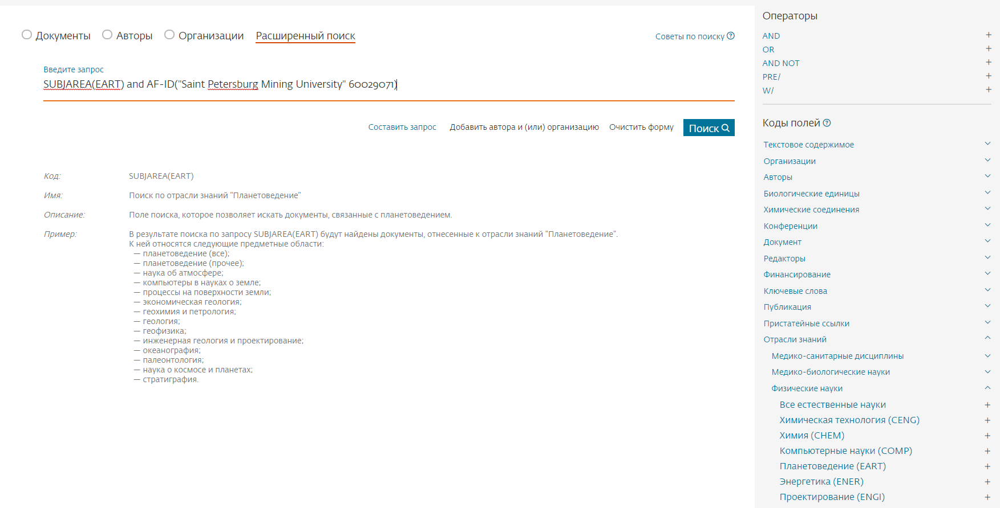 Документы Авторы Организации Расширенный поиск Советы по поиску
Введите запрос
SUBJAREA(EART) and AF-ID("Saint Petersburg Mining University" 60029071)
Составить запрос Добавить автора и (или) организацию Очистить форму Поиск
Код: SUBJAREA(EART)
Имя: Поиск по отрасли знаний "Планетоведение"
Описание: Поле поиска, которое позволяет искать документы, связанные с планетоведением.
Пример: В результате поиска по запросу SUBJAREA(EART) будут найдены документы, отнесенные к отрасли знаний "Планетоведение".
К ней относятся следующие предметные области:
— планетоведение (все);
— планетоведение (прочее);
— наука об атмосфере;
— компьютеры в науках о земле;
— процессы на поверхности земли;
— экономическая геология;
— геохимия и петрология;
— геология;
— геофизика;
— инженерная геология и проектирование;
— океанография;
— палеонтология;
— наука о космосе и планетах;
— стратиграфия.
Операторы
AND +
OR +
AND NOT +
PRE/ +
W/ +
Коды полей
Текстовое содержимое
Организации
Авторы
Биологические единицы
Химические соединения
Конференции
Документ
Редакторы
Финансирование
Ключевые слова
Публикация
Пристатейные ссылки
Отрасли знаний
Медико-санитарные дисциплины
Медико-биологические науки
Физические науки
Все естественные науки +
Химическая технология (CENG) +
Химия (CHEM) +
Компьютерные науки (COMP) +
Планетоведение (EART) +
Энергетика (ENER) +
Проектирование (ENGI) +